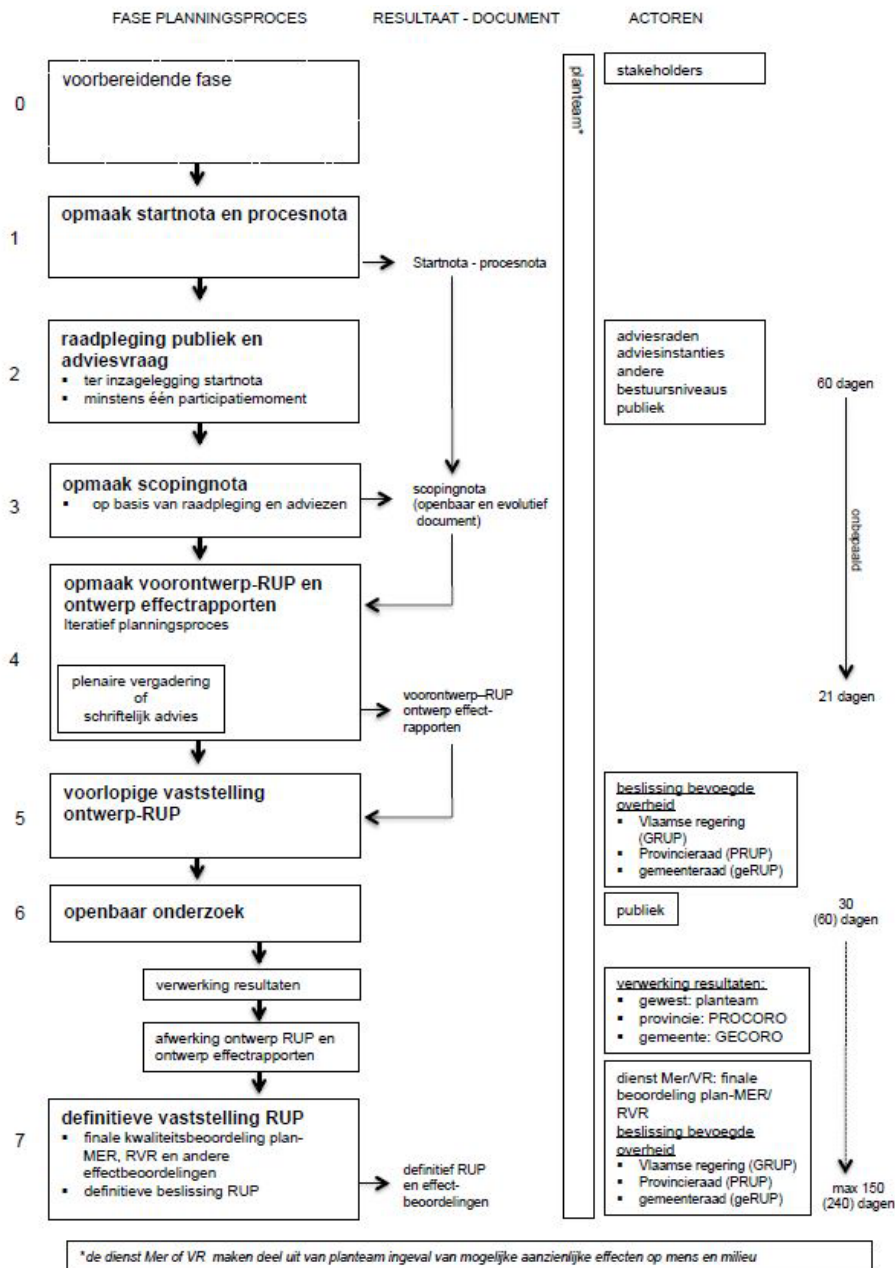 FASE PLANNINGSPROCES
RESULTAAT - DOCUMENT
ACTOREN
0
voorbereidende fase
planteam*
stakeholders
1
opmaak startnota en procesnota
Startnota - procesnota
2
raadpleging publiek en
adviesvraag
▪ ter inzagelegging startnota
▪ minstens één participatiemoment
adviesraden
adviesinstanties
andere
bestuursniveaus
publiek
60 dagen
3
opmaak scopingnota
▪ op basis van raadpleging en adviezen
scopingnota
(openbaar en evolutief
document)
onbepaald
4
opmaak voorontwerp-RUP en
ontwerp effectrapporten
Iteratief planningsproces
plenaire vergadering
of
schriftelijk advies
voorontwerp–RUP
ontwerp effect-
rapporten
21 dagen
5
voorlopige vaststelling
ontwerp-RUP
beslissing bevoegde
overheid
▪ Vlaamse regering
(GRUP)
▪ Provincieraad (PRUP)
▪ gemeenteraad (geRUP)
6
openbaar onderzoek
publiek
30
(60) dagen
verwerking resultaten
verwerking resultaten:
▪ gewest: planteam
▪ provincie: PROCORO
▪ gemeente: GECORO
afwerking ontwerp RUP en
ontwerp effectrapporten
7
definitieve vaststelling RUP
▪ finale kwaliteitsbeoordeling plan-
MER, RVR en andere
effectbeoordelingen
▪ definitieve beslissing RUP
definitief RUP
en effect-
beoordelingen
dienst Mer/VR: finale
beoordeling plan-MER/
RVR
beslissing bevoegde
overheid
▪ Vlaamse regering (GRUP)
▪ Provincieraad (PRUP)
▪ gemeenteraad (geRUP)
max 150
(240) dagen
*de dienst Mer of VR maken deel uit van planteam ingeval van mogelijke aanzienlijke effecten op mens en milieu